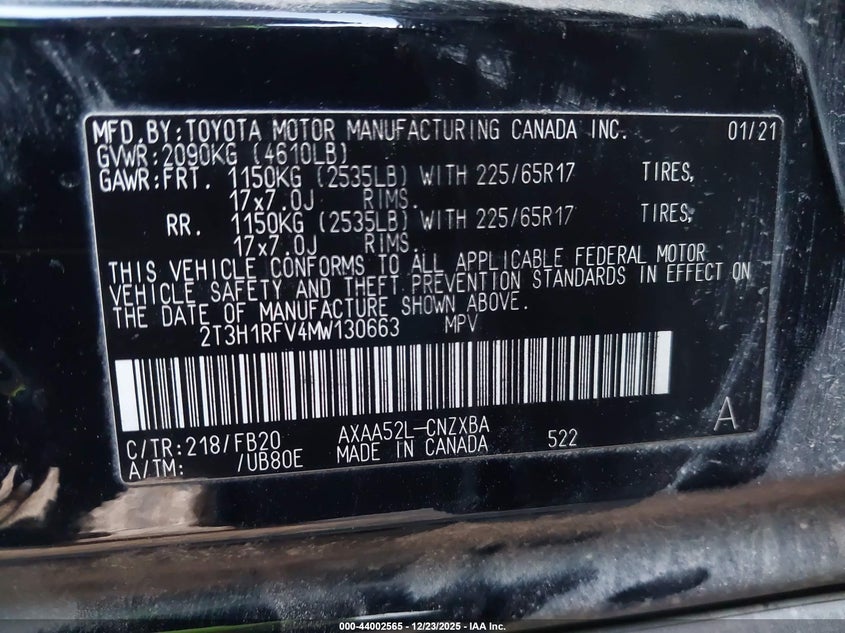 MFD.BY:TOYOTA MOTOR MANUFACTURING CANADA INC. 01/21
GVWR:2090KG (4610LB)
GAWR:FRT. 1150KG (2535LB) WITH 225/65R17 TIRES,
17x7.0J RIMS.
RR. 1150KG (2535LB) WITH 225/65R17 TIRES,
17x7.0J RIMS.
THIS VEHICLE CONFORMS TO ALL APPLICABLE FEDERAL MOTOR
VEHICLE SAFETY AND THEFT PREVENTION STANDARDS IN EFFECT ON
THE DATE OF MANUFACTURE SHOWN ABOVE.
2T3H1RFV4MW130663 MPV
C/TR:218/FB20 AXAA52L-CNZXBA 522 A
A/TM: /UB80E MADE IN CANADA
000-44002565 - 12/23/2025 - IAA Inc.